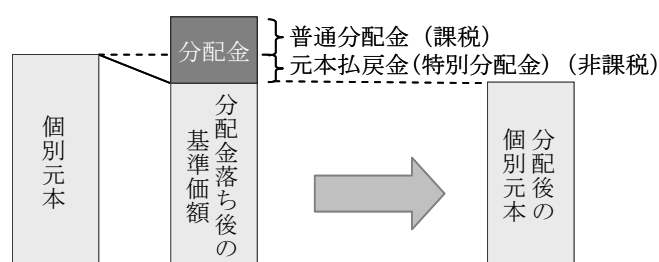 分配金
普通分配金（課税）
元本払戻金（特別分配金）（非課税）
個別元本
分配金落ち後の
基準価額
分配後の
個別元本